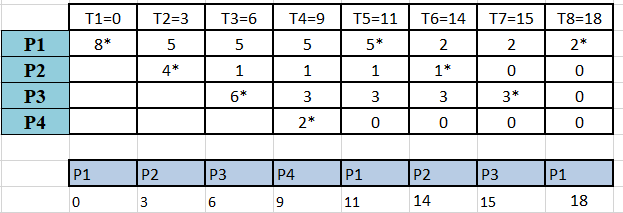 T1=0 T2=3 T3=6 T4=9 T5=11 T6=14 T7=15 T8=18
P1 8* 5 5 5 5* 2 2 2*
P2 4* 1 1 1 1* 0 0
P3 6* 3 3 3 3* 0
P4 2* 0 0 0 0
P1 P2 P3 P4 P1 P2 P3 P1
0 3 6 9 11 14 15 18